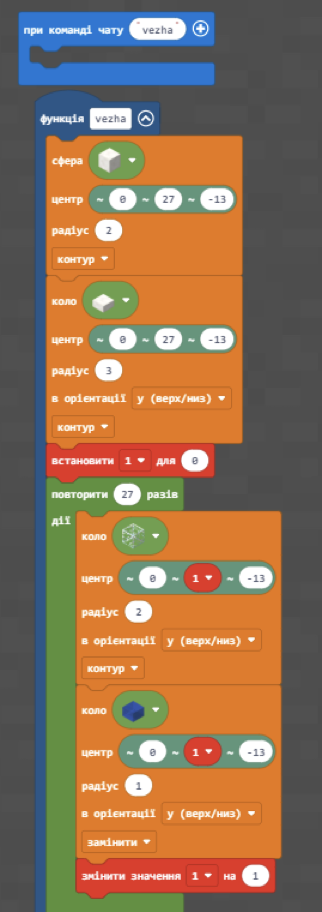 при команді чату "vezha"
функція vezha
сфера
центр ~ 0 ~ 27 ~ -13
радіус 2
контур
коло
центр ~ 0 ~ 27 ~ -13
радіус 3
в орієнтації y (верх/низ)
контур
встановити 1 для 0
повторити 27 разів
дії
коло
центр ~ 0 ~ 1 ~ -13
радіус 2
в орієнтації y (верх/низ)
контур
коло
центр ~ 0 ~ 1 ~ -13
радіус 1
в орієнтації y (верх/низ)
замінити
змінити значення 1 на 1